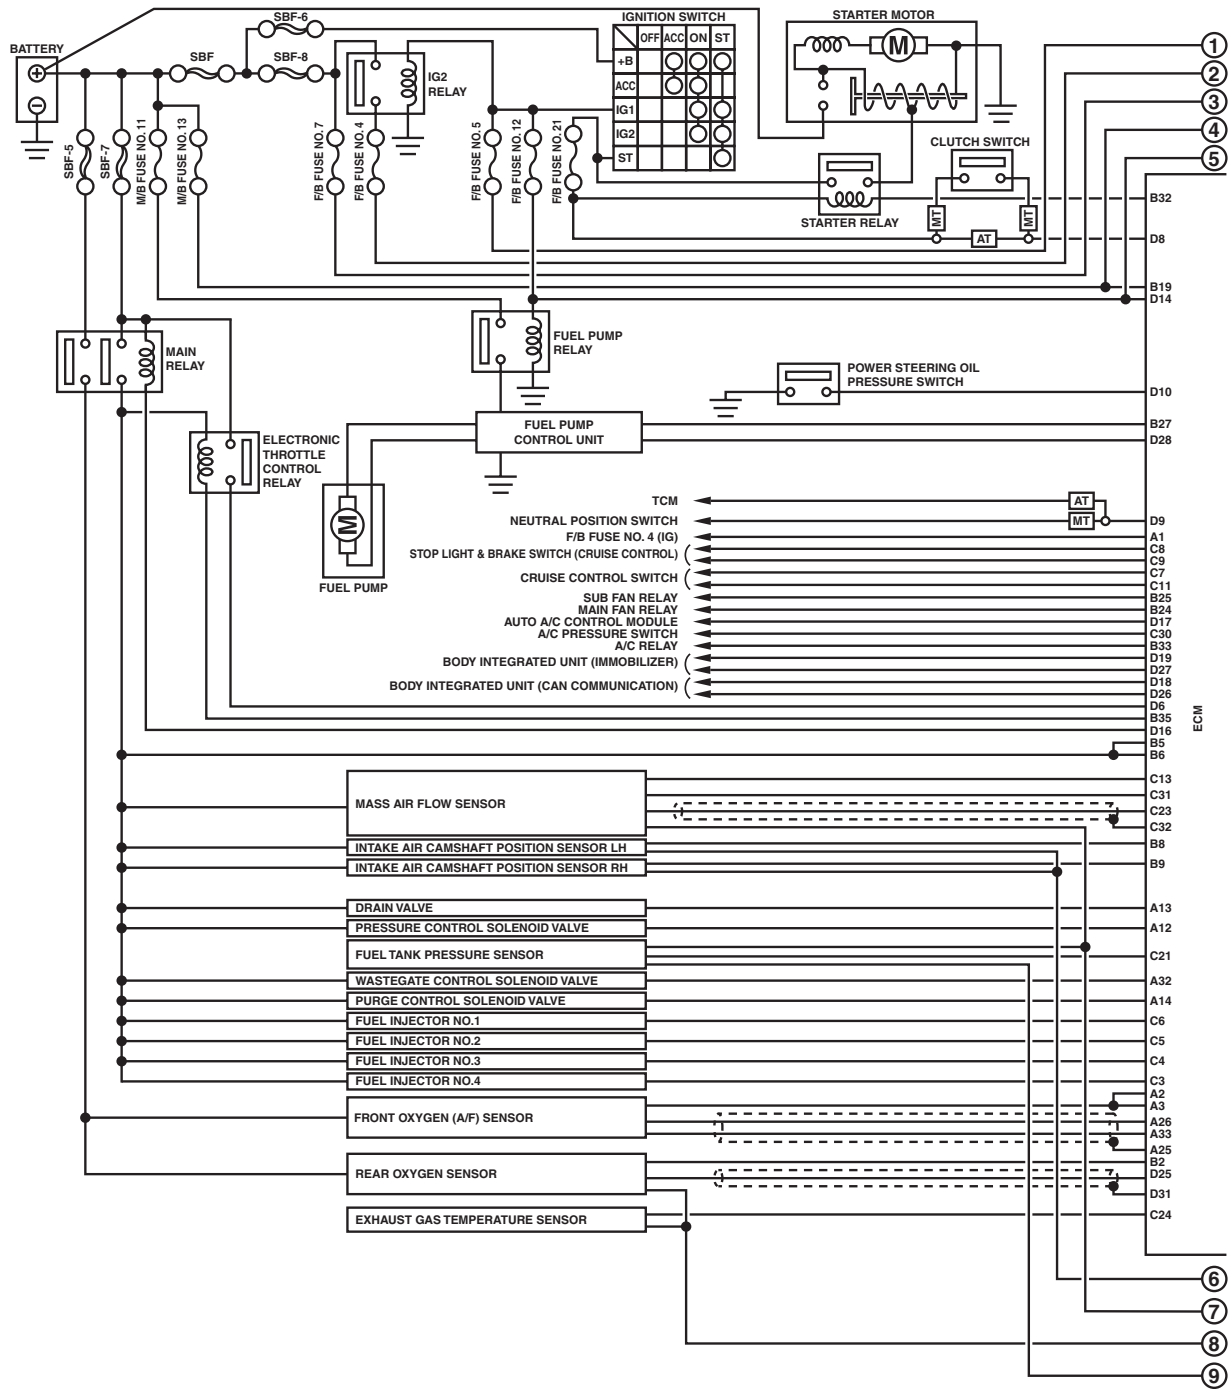 SBF-6
IGNITION SWITCH
STARTER MOTOR
OFF ACC ON ST
BATTERY
SBF
SBF-8
IG2
RELAY
+B
ACC
IG1
IG2
ST
M
1
2
3
4
5
SBF-5
SBF-7
M/B FUSE NO. 11
M/B FUSE NO. 13
F/B FUSE NO. 7
F/B FUSE NO. 4
F/B FUSE NO. 5
F/B FUSE NO. 12
F/B FUSE NO. 21
CLUTCH SWITCH
STARTER RELAY
MT
MT
AT
B32
D8
B19
D14
MAIN
RELAY
FUEL PUMP
RELAY
POWER STEERING OIL
PRESSURE SWITCH
D10
FUEL PUMP
CONTROL UNIT
B27
D28
ELECTRONIC
THROTTLE
CONTROL
RELAY
M
FUEL PUMP
TCM
AT
NEUTRAL POSITION SWITCH
MT
D9
F/B FUSE NO. 4 (IG)
A1
STOP LIGHT & BRAKE SWITCH (CRUISE CONTROL)
C8
C9
CRUISE CONTROL SWITCH
C7
C11
SUB FAN RELAY
B25
MAIN FAN RELAY
B24
AUTO A/C CONTROL MODULE
D17
A/C PRESSURE SWITCH
C30
A/C RELAY
B33
BODY INTEGRATED UNIT (IMMOBILIZER)
D19
D27
BODY INTEGRATED UNIT (CAN COMMUNICATION)
D18
D26
D6
B35
D16
B5
B6
ECM
MASS AIR FLOW SENSOR
C13
C31
C23
C32
INTAKE AIR CAMSHAFT POSITION SENSOR LH
B8
INTAKE AIR CAMSHAFT POSITION SENSOR RH
B9
DRAIN VALVE
A13
PRESSURE CONTROL SOLENOID VALVE
A12
FUEL TANK PRESSURE SENSOR
C21
WASTEGATE CONTROL SOLENOID VALVE
A32
PURGE CONTROL SOLENOID VALVE
A14
FUEL INJECTOR NO.1
C6
FUEL INJECTOR NO.2
C5
FUEL INJECTOR NO.3
C4
FUEL INJECTOR NO.4
C3
A2
FRONT OXYGEN (A/F) SENSOR
A3
A26
A33
A25
REAR OXYGEN SENSOR
B2
D25
D31
EXHAUST GAS TEMPERATURE SENSOR
C24
6
7
8
9